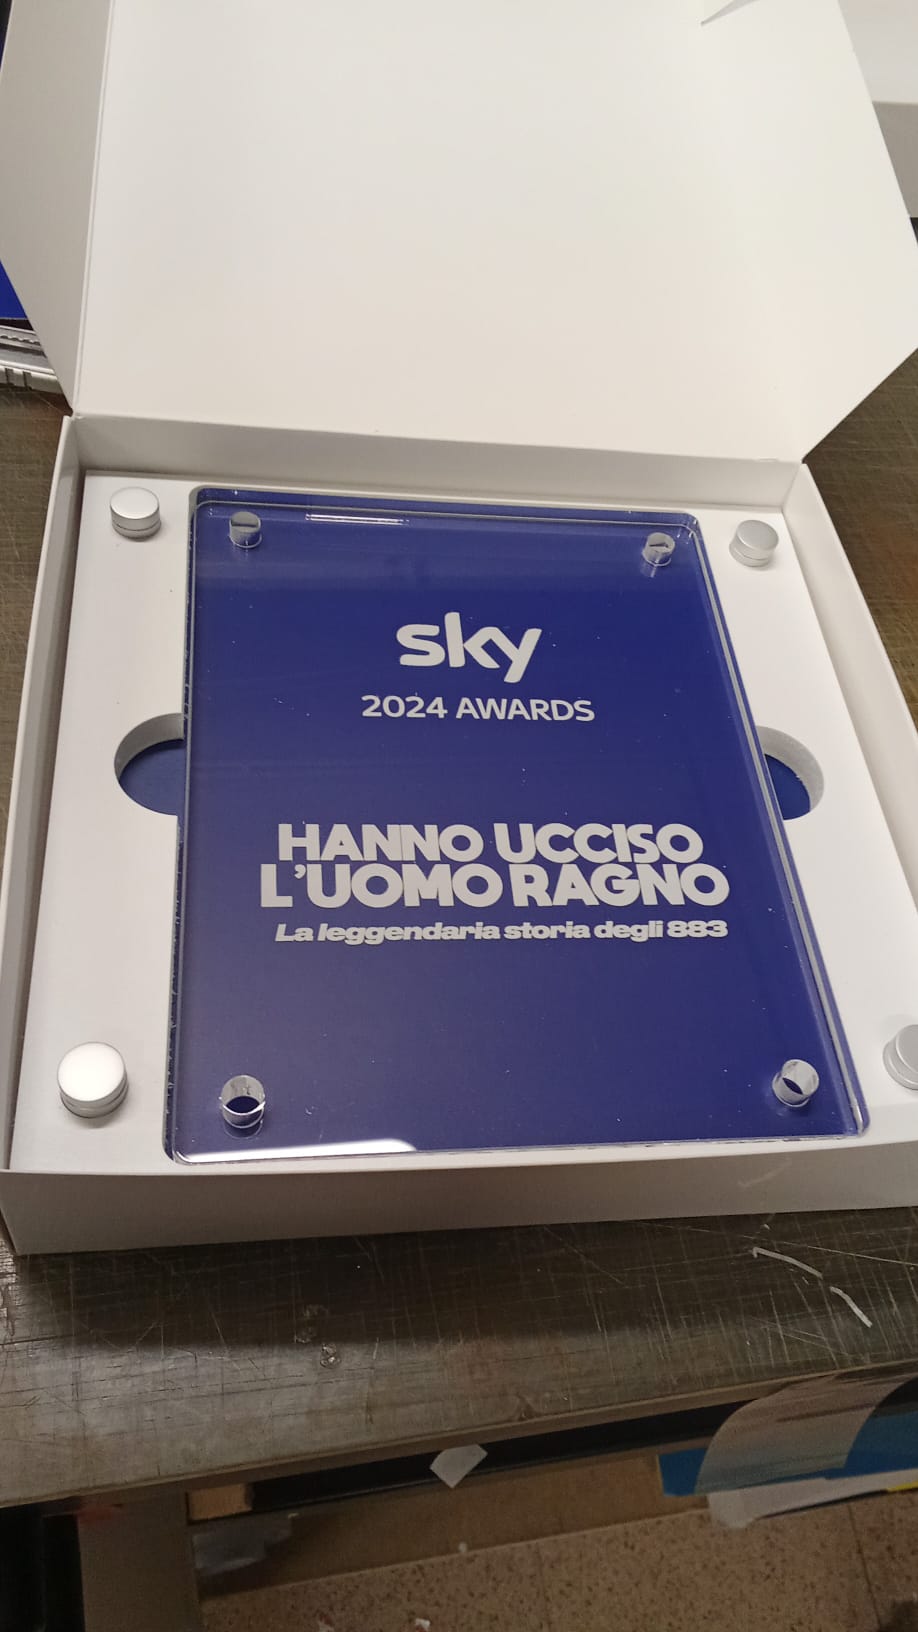 sky
2024 AWARDS
HANNO UCCISO
L'UOMO RAGNO
La leggendaria storia degli 883